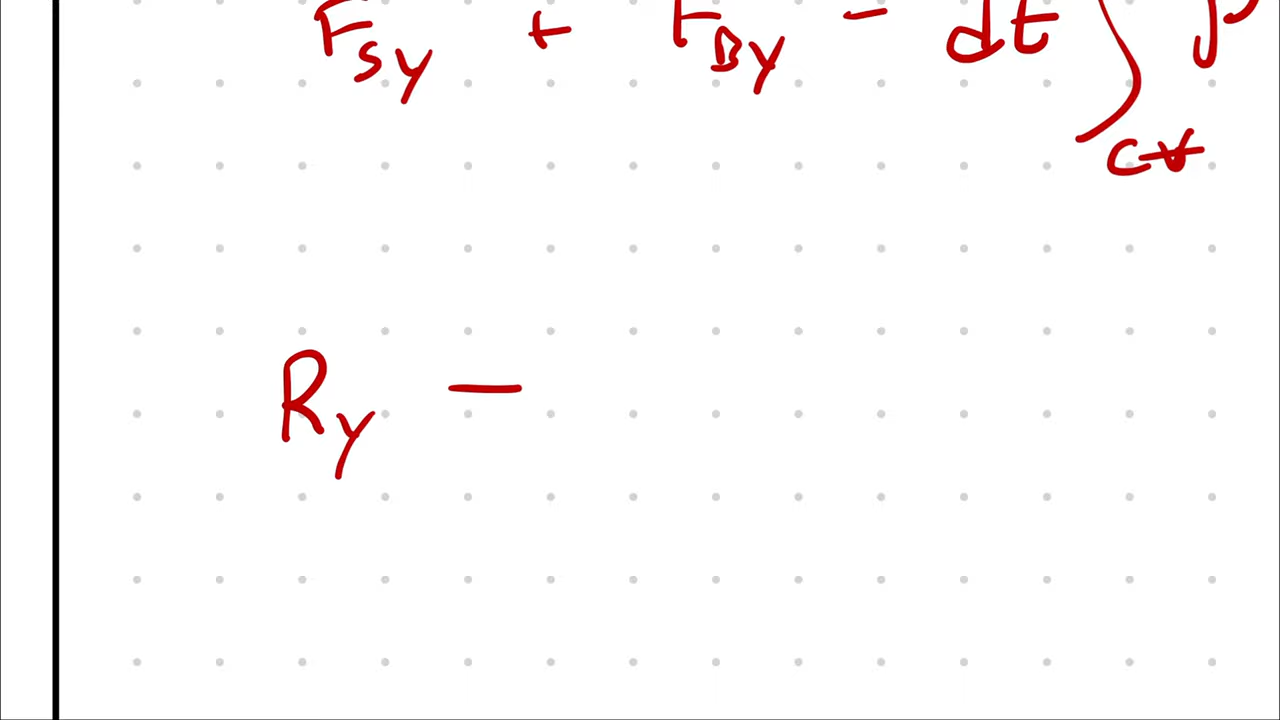 F_Sy + F_By - dt ∫_CV ρ
R_y -